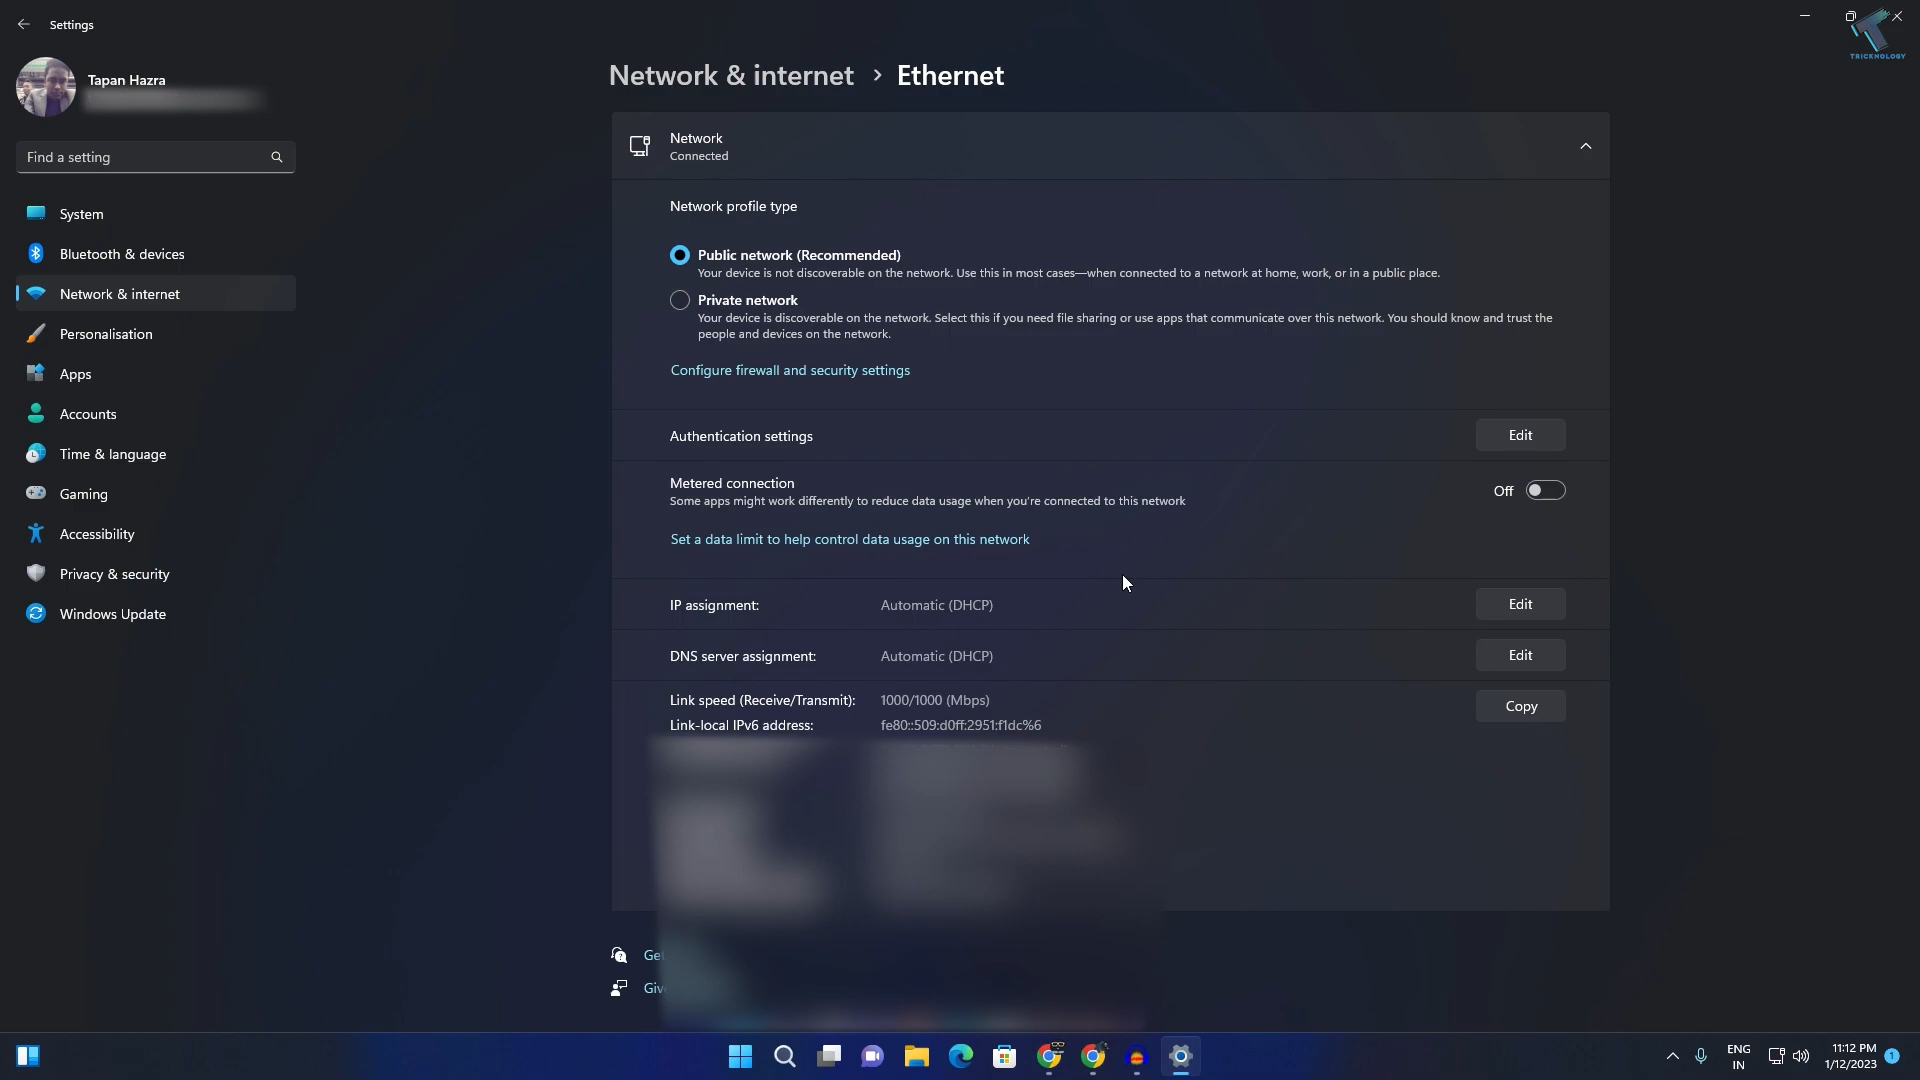 Settings
TRICKNOLOGY
Tapan Hazra
Find a setting
System
Bluetooth & devices
Network & internet
Personalisation
Apps
Accounts
Time & language
Gaming
Accessibility
Privacy & security
Windows Update
Network & internet > Ethernet
Network
Connected
Network profile type
Public network (Recommended)
Your device is not discoverable on the network. Use this in most cases—when connected to a network at home, work, or in a public place.
Private network
Your device is discoverable on the network. Select this if you need file sharing or use apps that communicate over this network. You should know and trust the
people and devices on the network.
Configure firewall and security settings
Authentication settings Edit
Metered connection
Some apps might work differently to reduce data usage when you're connected to this network
Off
Set a data limit to help control data usage on this network
IP assignment: Automatic (DHCP) Edit
DNS server assignment: Automatic (DHCP) Edit
Link speed (Receive/Transmit): 1000/1000 (Mbps) Copy
Link-local IPv6 address: fe80::509:d0ff:2951:f1dc%6
Get
ENG
IN
11:12 PM
1/12/2023
1